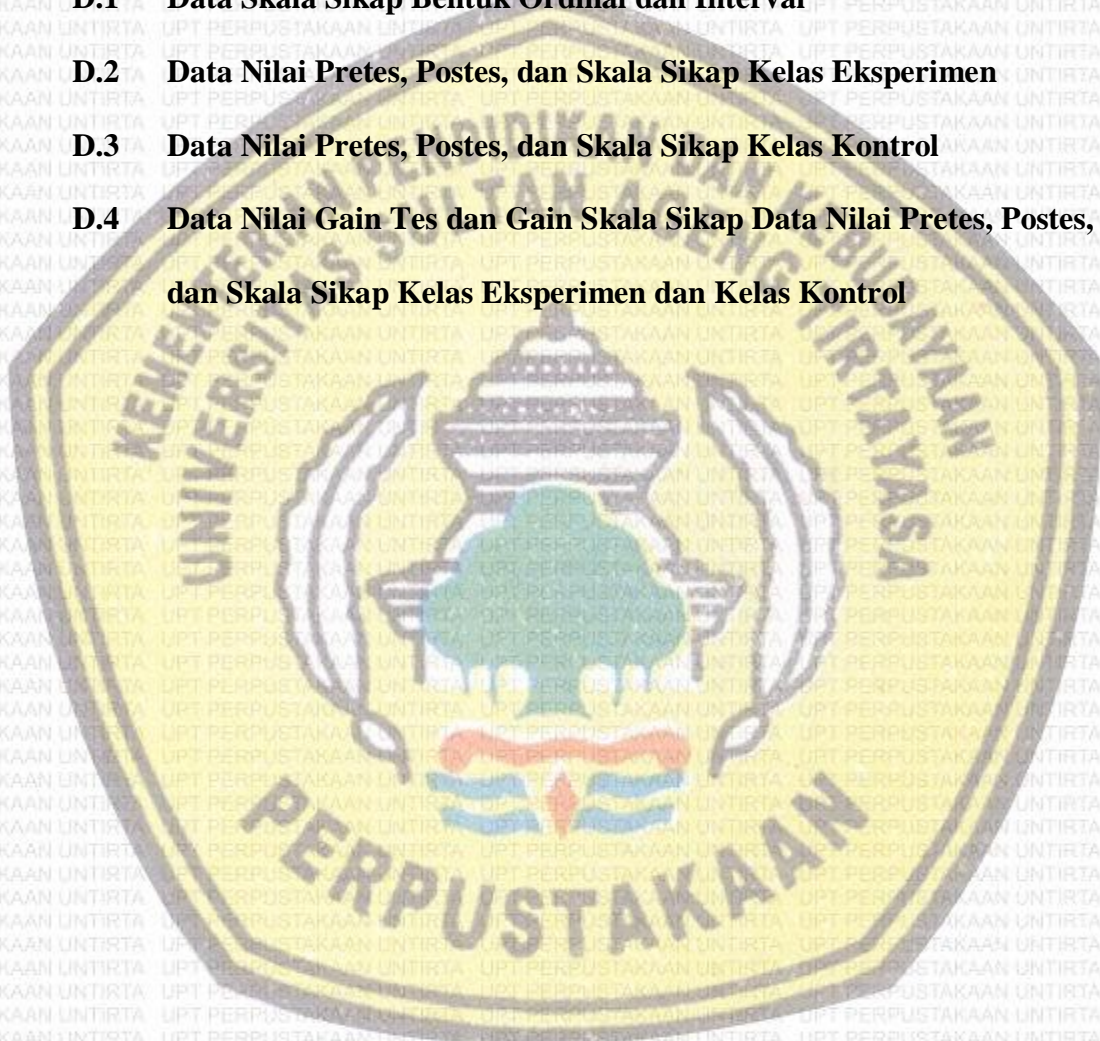 D.1 Data Skala Sikap Bentuk Ordinal dan Interval
D.2 Data Nilai Pretes, Postes, dan Skala Sikap Kelas Eksperimen
D.3 Data Nilai Pretes, Postes, dan Skala Sikap Kelas Kontrol
D.4 Data Nilai Gain Tes dan Gain Skala Sikap Data Nilai Pretes, Postes,
dan Skala Sikap Kelas Eksperimen dan Kelas Kontrol
KEMENTERIAN PENDIDIKAN DAN KEBUDAYAAN
UNIVERSITAS SULTAN AGENG TIRTAYASA
PERPUSTAKAAN
UPT PERPUSTAKAAN UNTIRTA